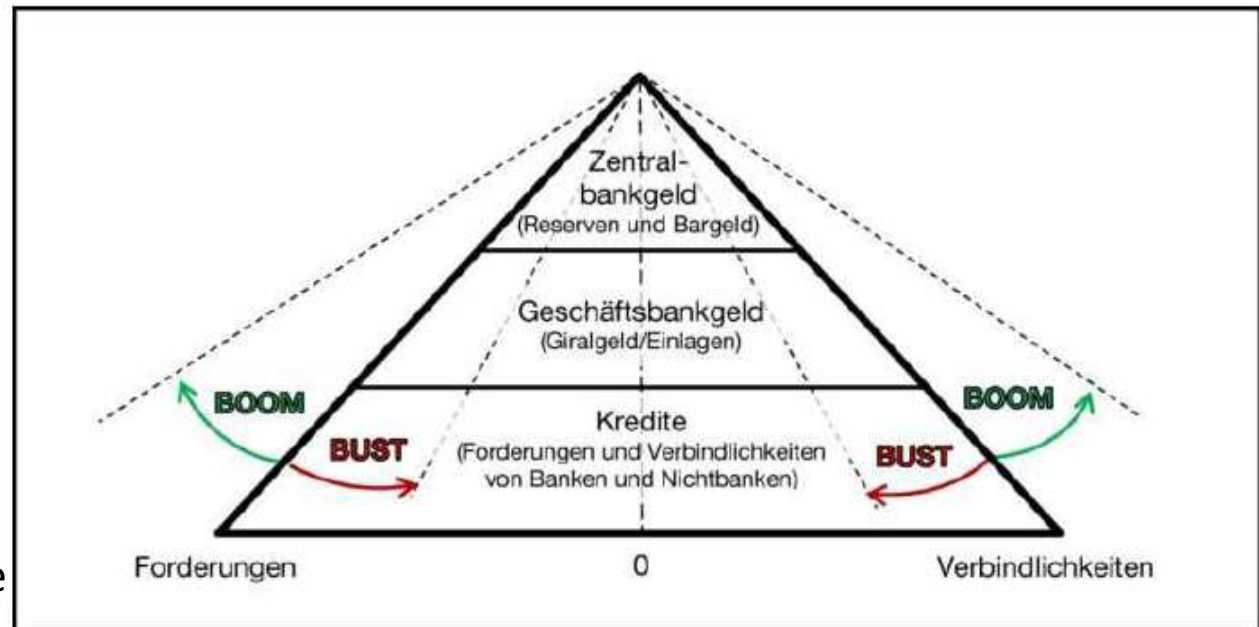 Zentral-
bankgeld
(Reserven und Bargeld)
Geschäftsbankgeld
(Giralgeld/Einlagen)
BOOM
BOOM
Kredite
BUST
(Forderungen und Verbindlichkeiten
BUST
von Banken und Nichtbanken)
Forderungen
0
Verbindlichkeiten
e